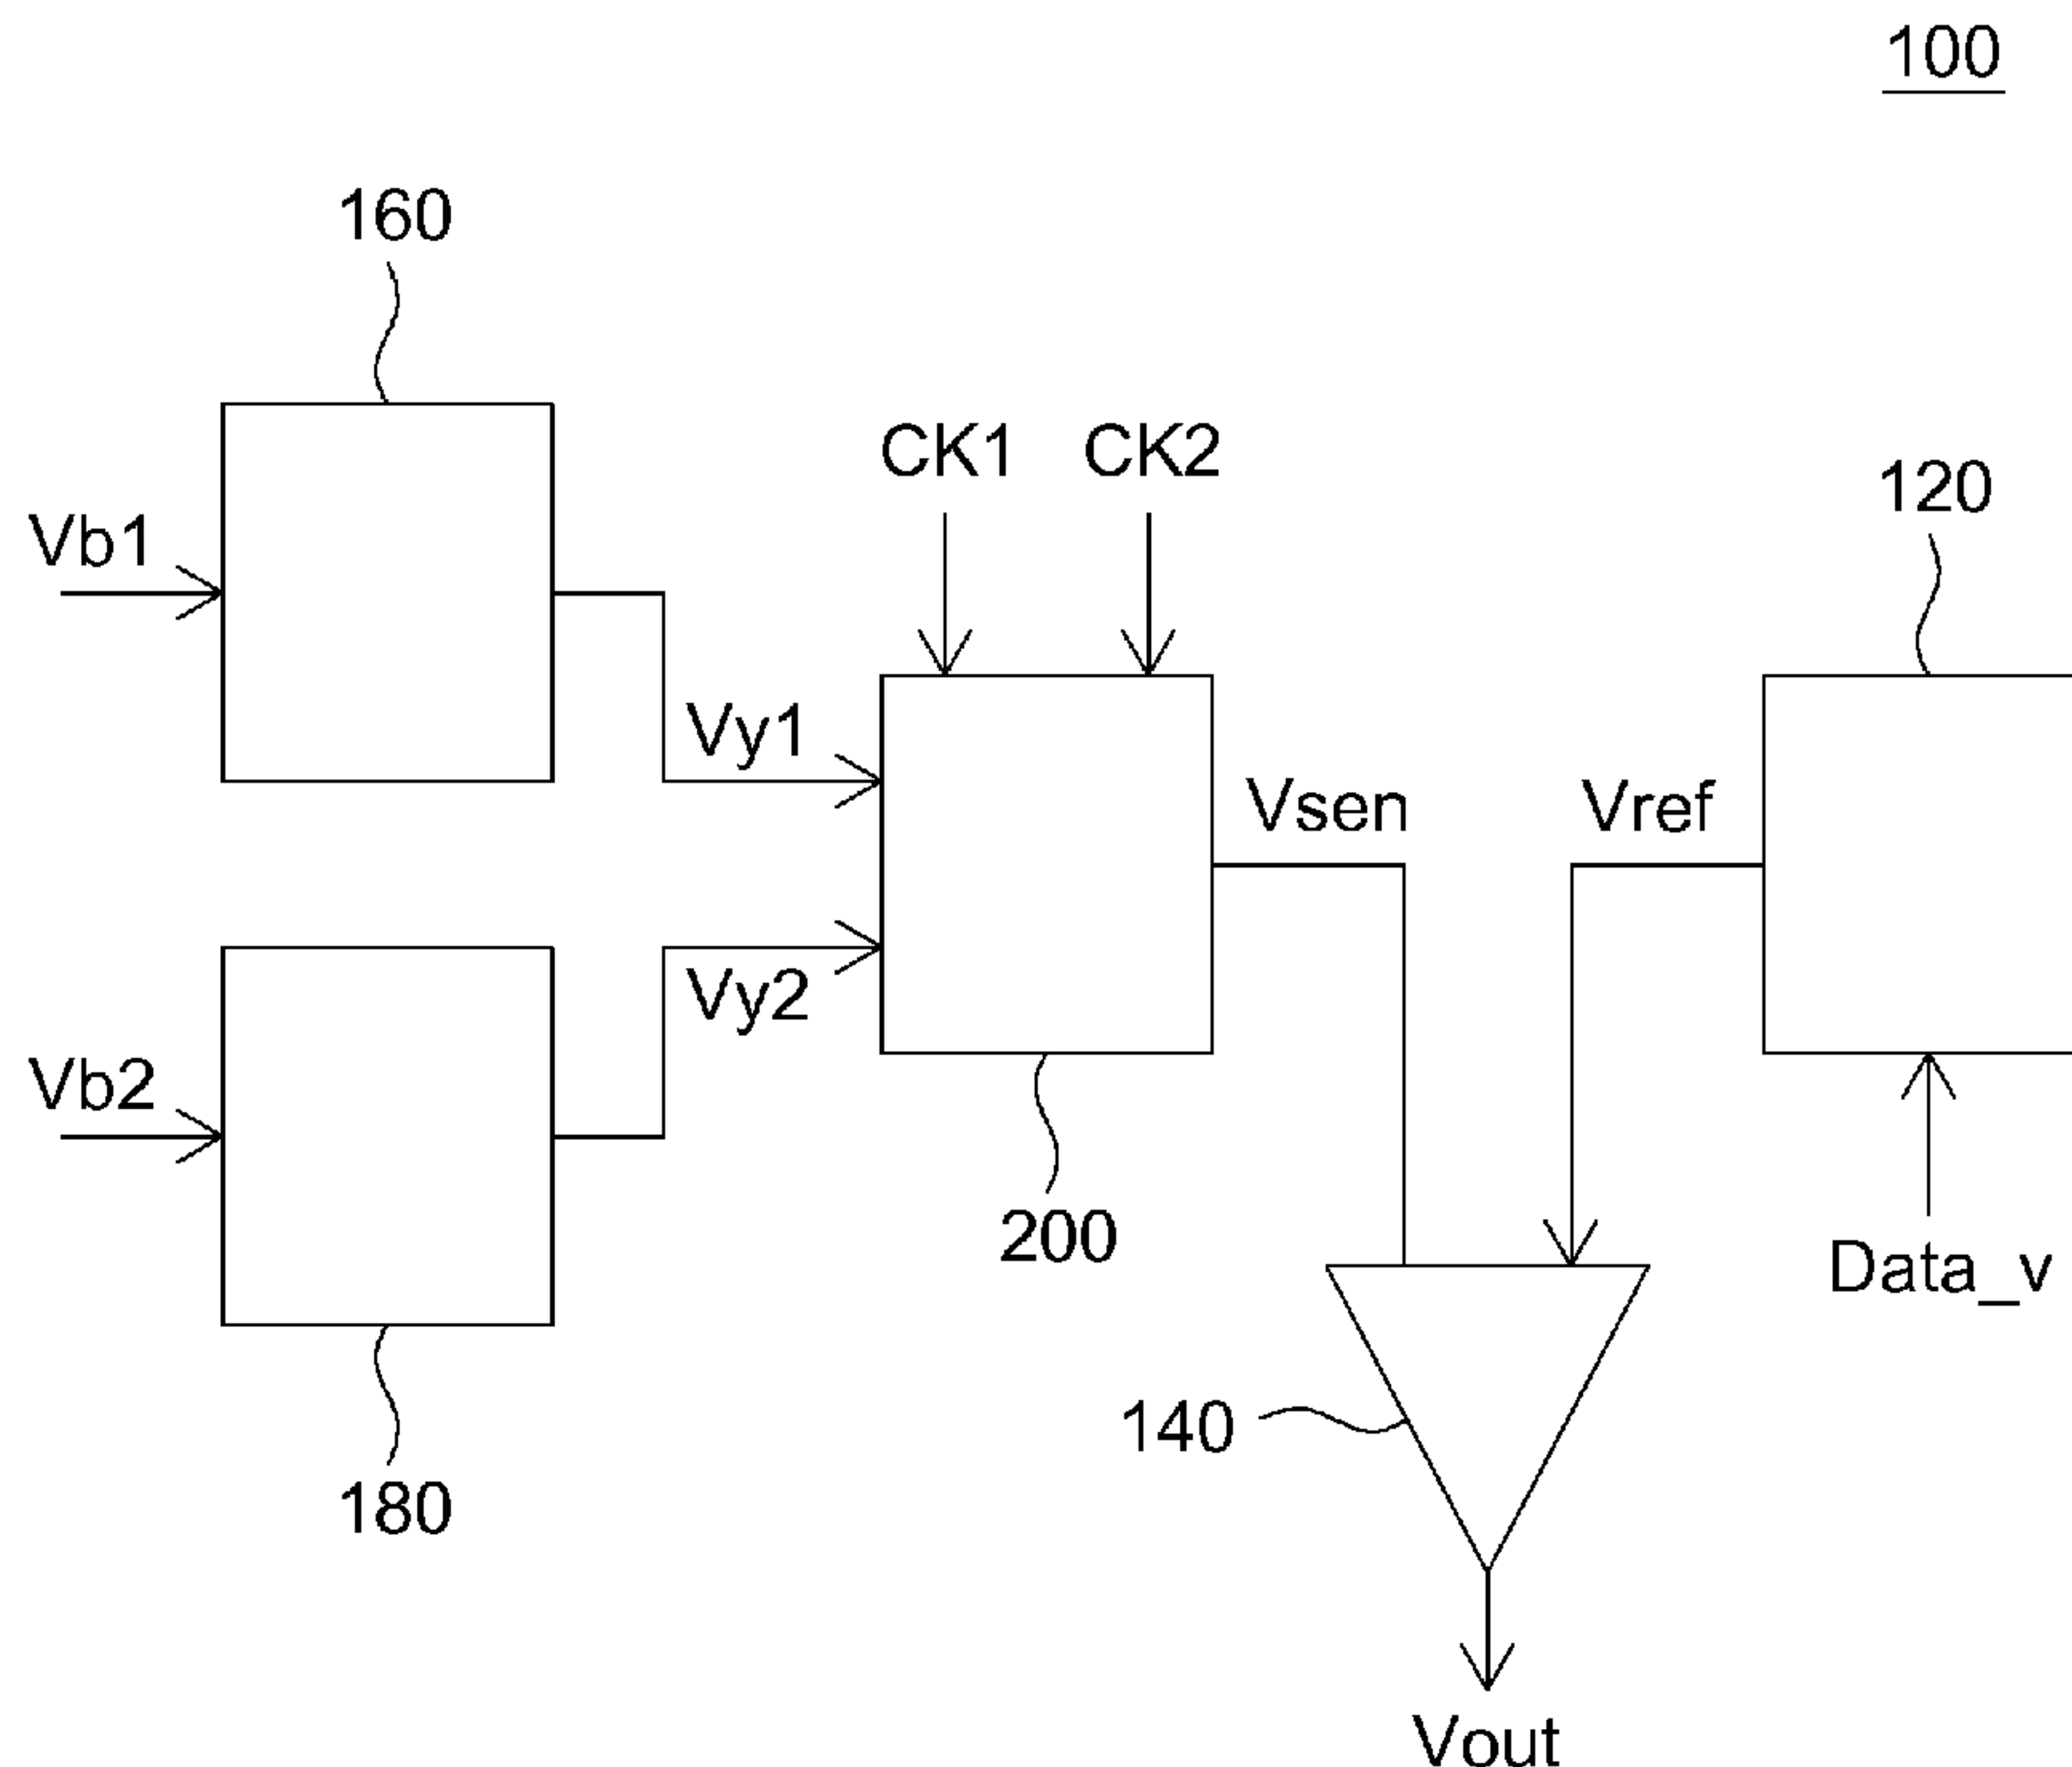 100
160
CK1 CK2
120
Vb1
Vy1
Vsen Vref
Vy2
Vb2
200
Data_v
140
180
Vout